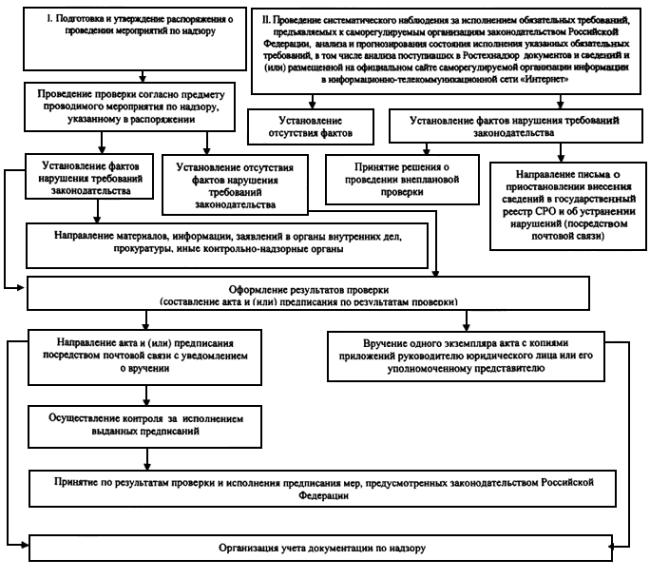 I. Подготовка и утверждение распоряжения о
проведении мероприятий по надзору
II. Проведение систематического наблюдения за исполнением обязательных требований,
предъявляемых к саморегулируемым организациям законодательством Российской
Федерации, анализа и прогнозирования состояния исполнения указанных обязательных
требований, в том числе анализа поступивших в Ростехнадзор документов и сведений и
(или) размещенной на официальном сайте саморегулируемой организации информации
в информационно-телекоммуникационной сети «Интернет»
Проведение проверки согласно предмету
проводимого мероприятия по надзору,
указанному в распоряжении
Установление
отсутствия фактов
Установление фактов нарушения требований
законодательства
Установление фактов
нарушения требований
законодательства
Установление отсутствия
фактов нарушения
требований
законодательства
Принятие решения о
проведении внеплановой
проверки
Направление письма о
приостановлении внесения
сведений в государственный
реестр СРО и об устранении
нарушений (посредством
почтовой связи)
Направление материалов, информации, заявлений в органы внутренних дел,
прокуратуры, иные контрольно-надзорные органы
Оформление результатов проверки
(составление акта и (или) предписания по результатам проверки)
Направление акта и (или) предписания
посредством почтовой связи с уведомлением
о вручении
Вручение одного экземпляра акта с копиями
приложений руководителю юридического лица или его
уполномоченному представителю
Осуществление контроля за исполнением
выданных предписаний
Принятие по результатам проверки и исполнения предписания мер, предусмотренных законодательством Российской
Федерации
Организация учета документации по надзору